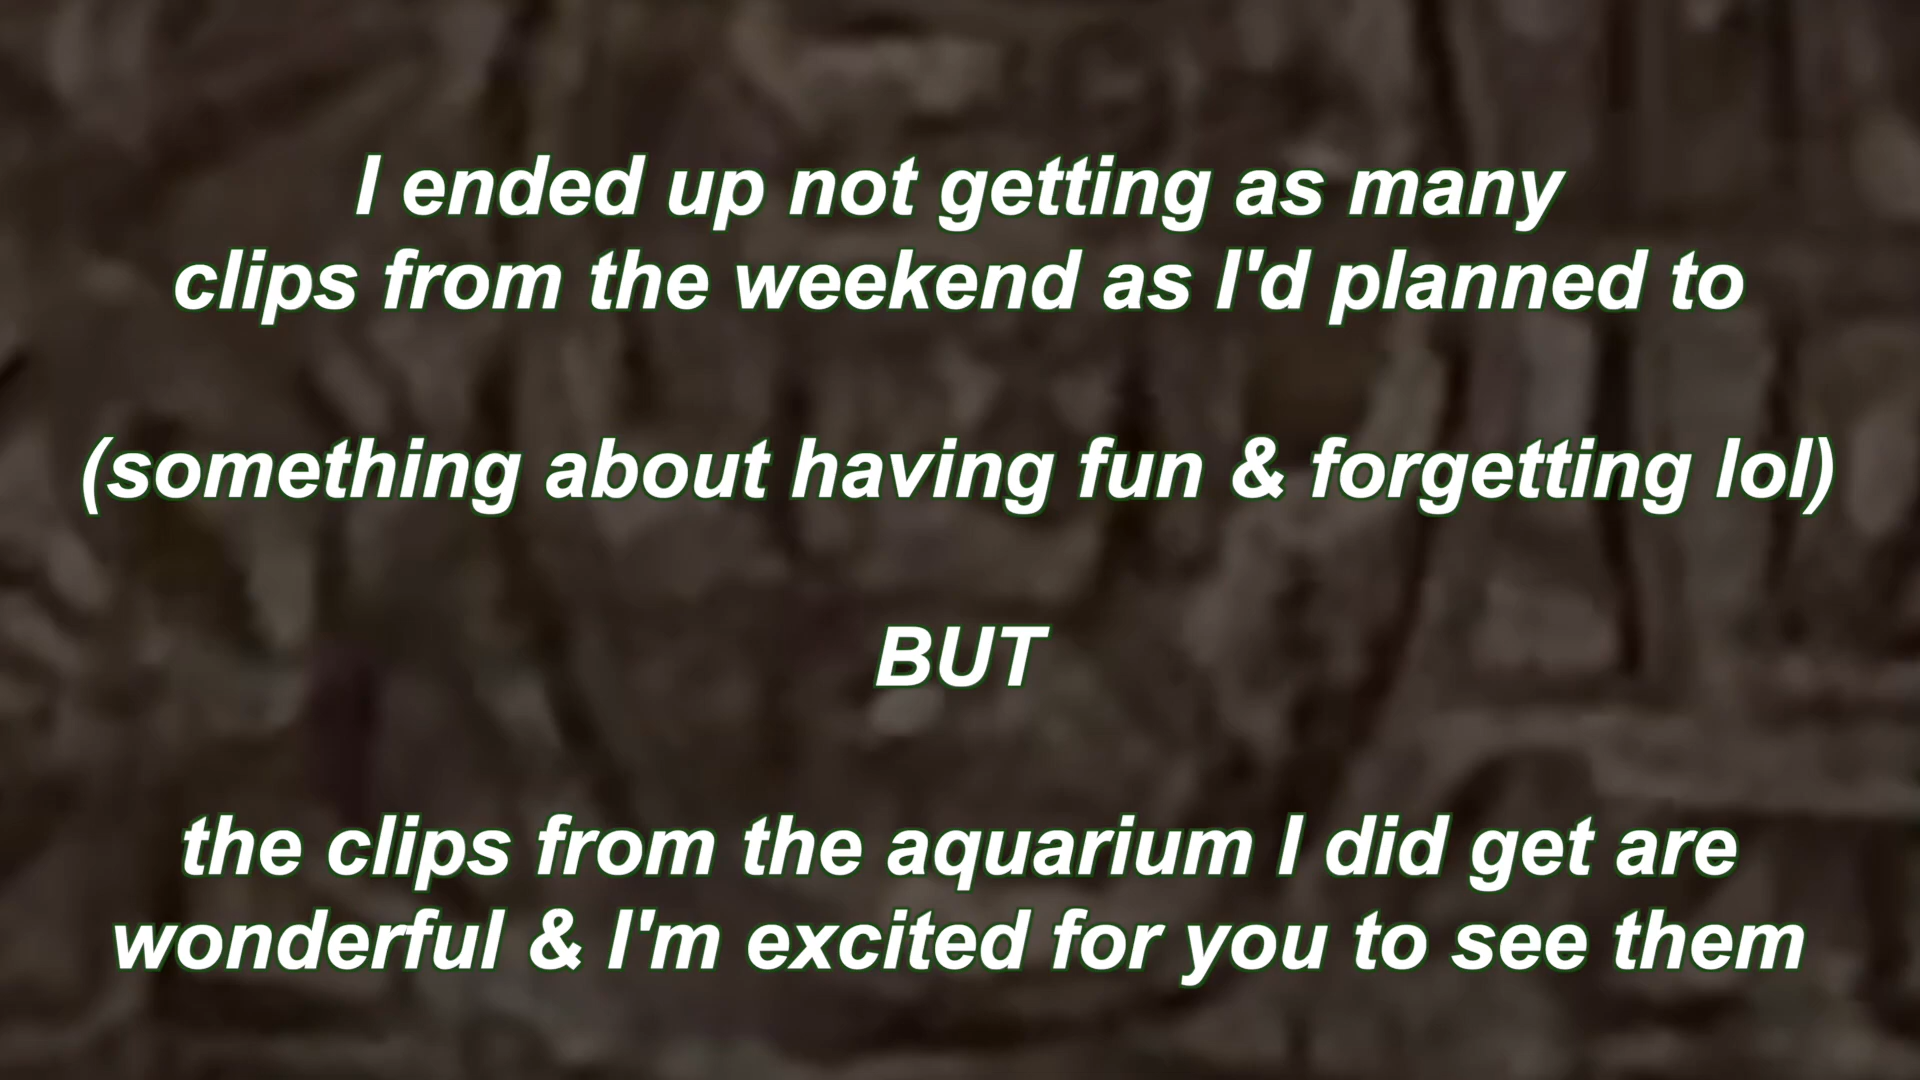 I ended up not getting as many
clips from the weekend as I'd planned to
(something about having fun & forgetting lol)
BUT
the clips from the aquarium I did get are
wonderful & I'm excited for you to see them